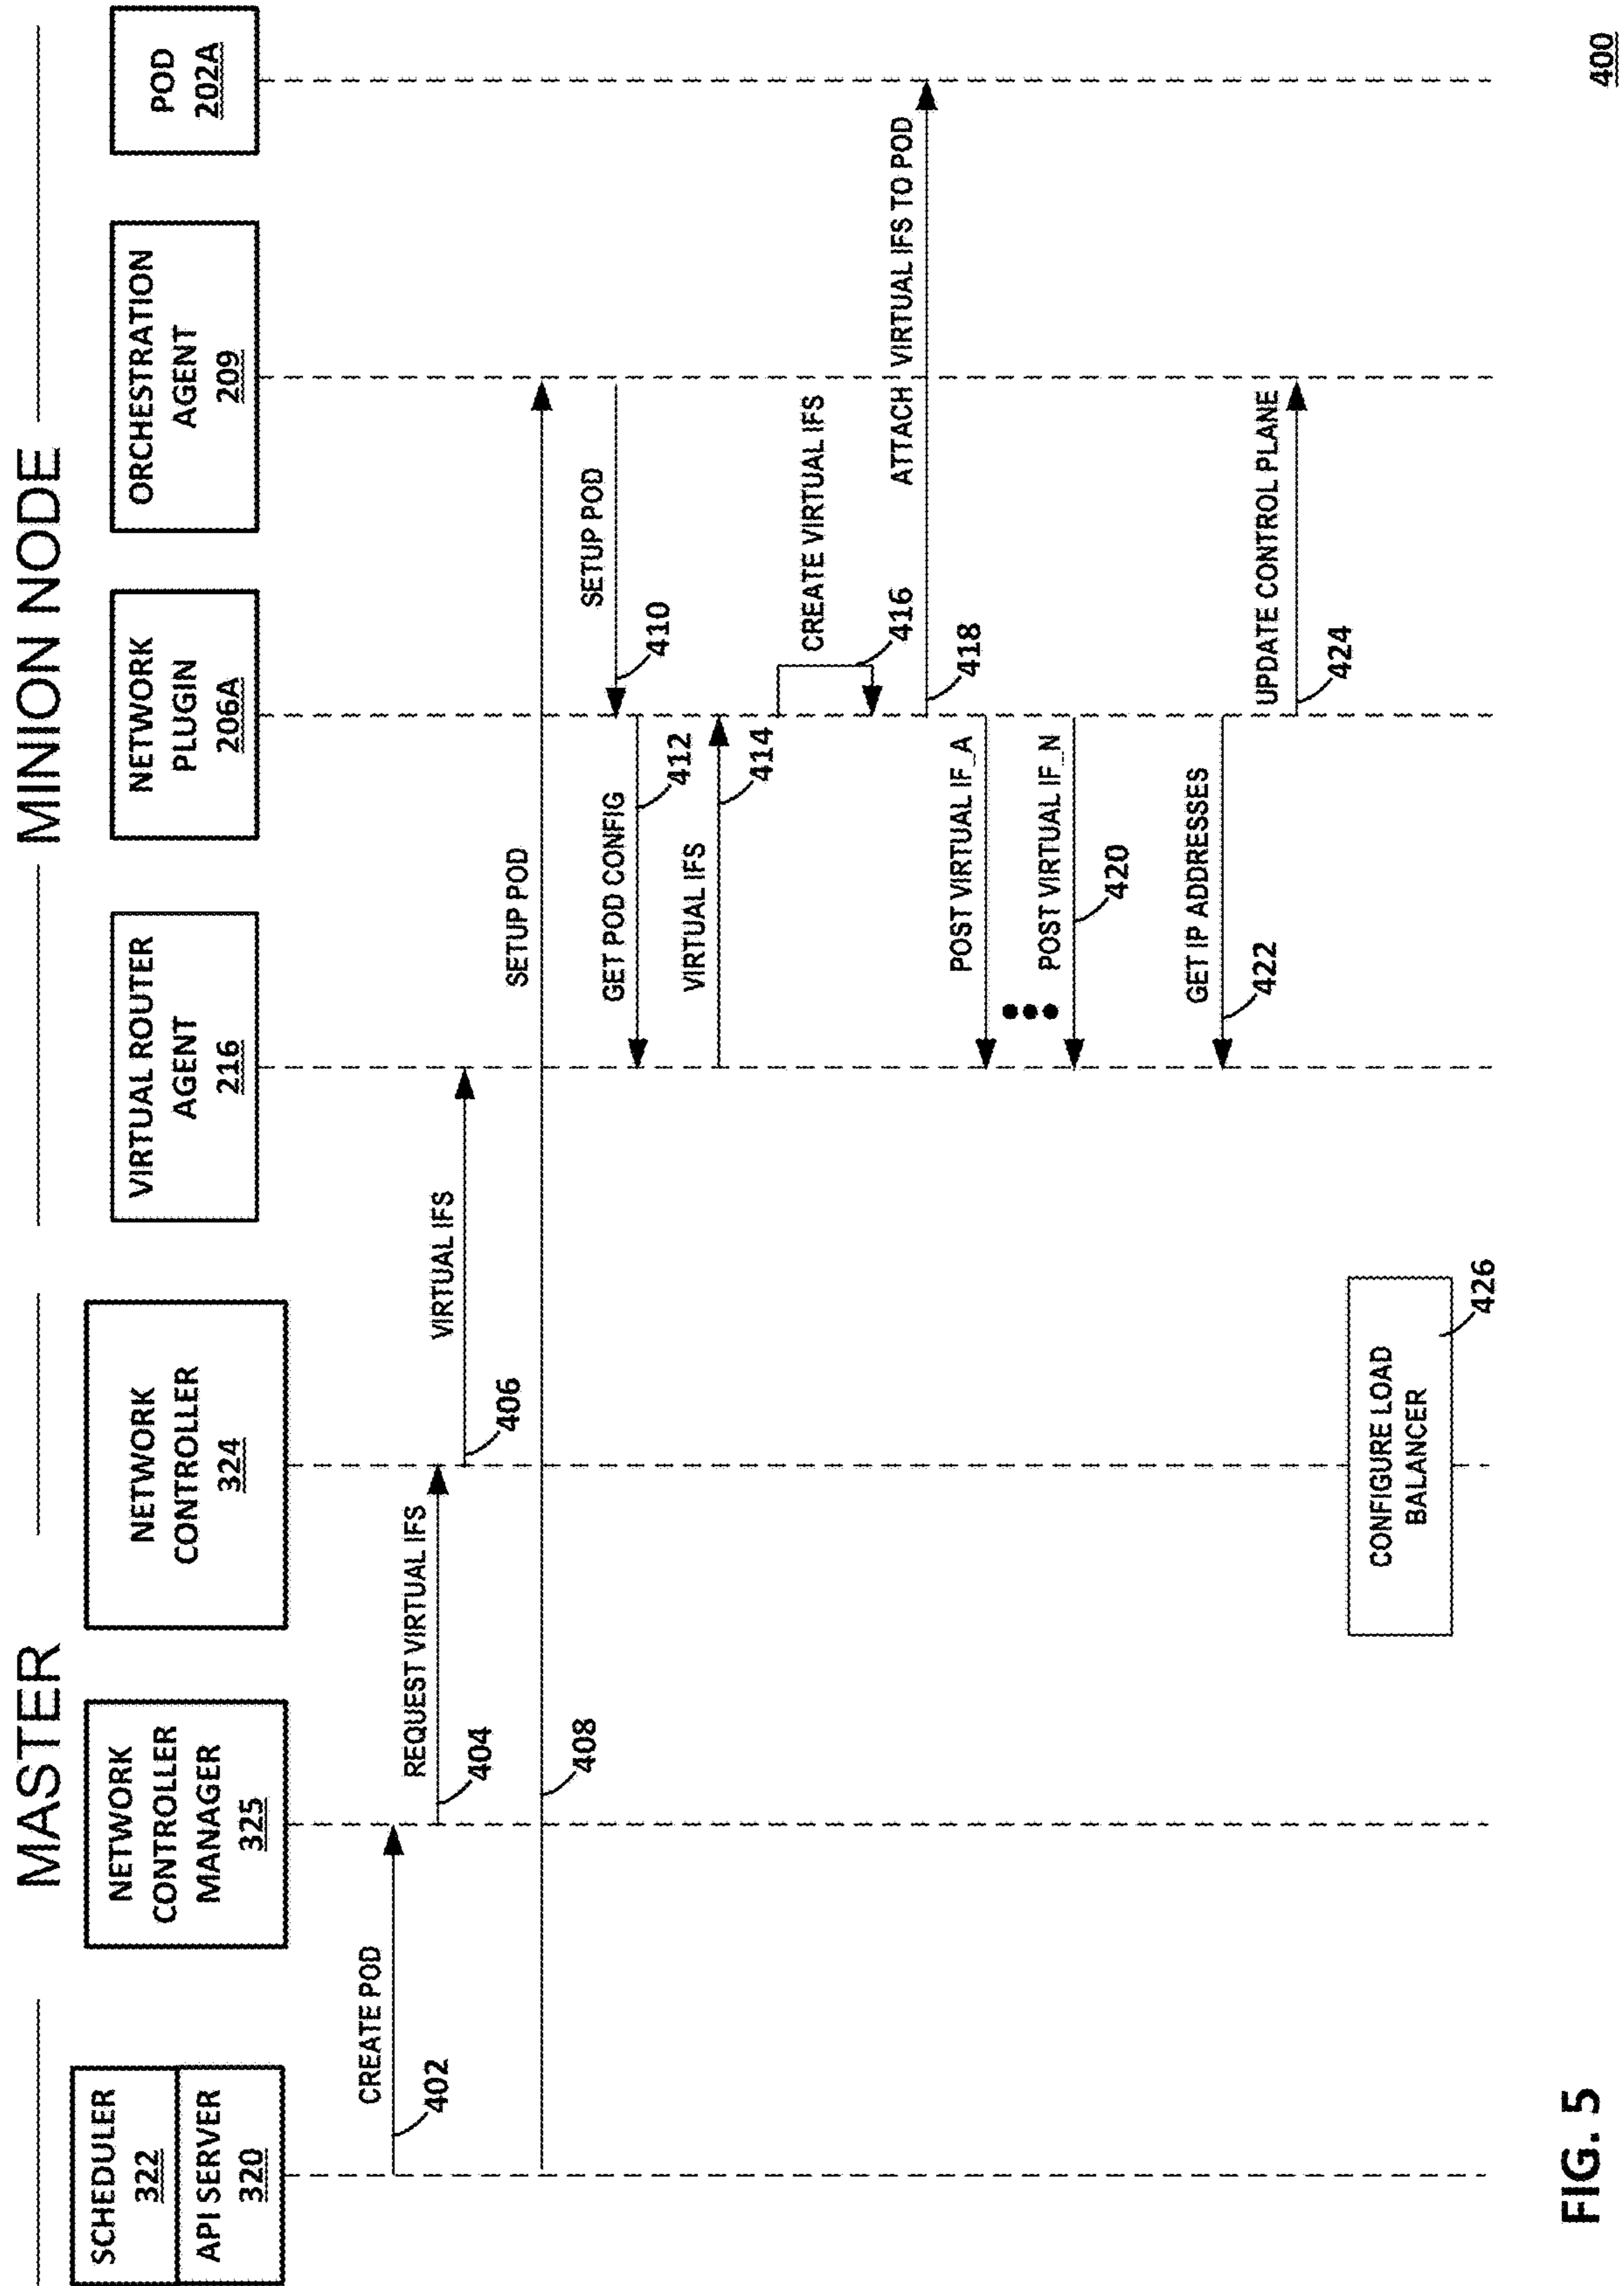 MASTER
MINION NODE
SCHEDULER
322
API SERVER
320
NETWORK
CONTROLLER
MANAGER
325
NETWORK
CONTROLLER
324
VIRTUAL ROUTER
AGENT
216
NETWORK
PLUGIN
206A
ORCHESTRATION
AGENT
209
POD
202A
CREATE POD
402
REQUEST VIRTUAL IFS
404
VIRTUAL IFS
406
SETUP POD
408
SETUP POD
410
GET POD CONFIG
412
VIRTUAL IFS
414
CREATE VIRTUAL IFS
416
ATTACH VIRTUAL IFS TO POD
418
POST VIRTUAL IF_A
POST VIRTUAL IF_N
420
GET IP ADDRESSES
422
UPDATE CONTROL PLANE
424
CONFIGURE LOAD
BALANCER
426
FIG. 5
400